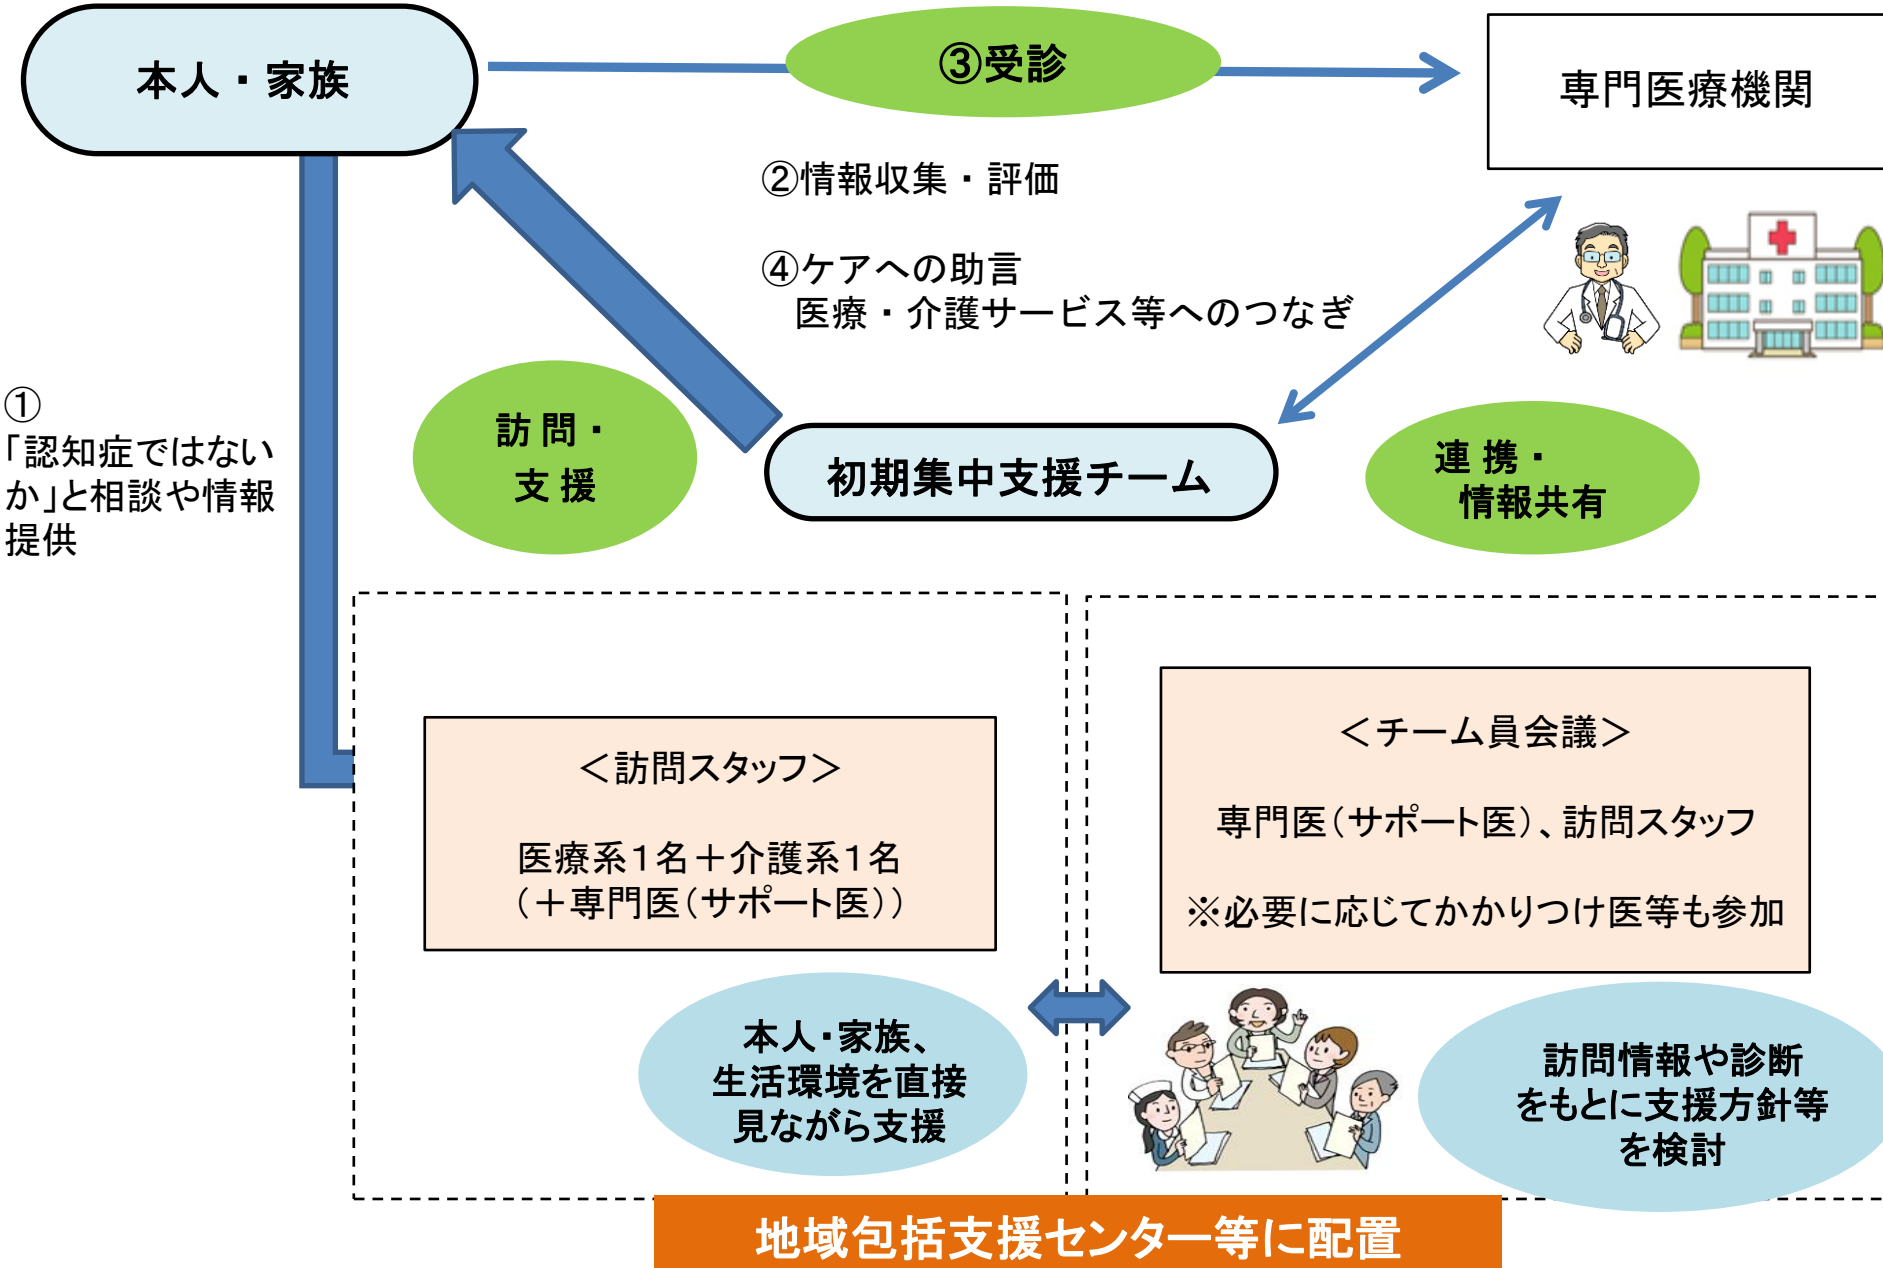 本人・家族
③受診
専門医療機関
②情報収集・評価
④ケアへの助言
医療・介護サービス等へのつなぎ
①
「認知症ではない
か」と相談や情報
提供
訪問・
支援
初期集中支援チーム
連携・
情報共有
＜訪問スタッフ＞
医療系１名＋介護系１名
（＋専門医（サポート医））
＜チーム員会議＞
専門医（サポート医）、訪問スタッフ
※必要に応じてかかりつけ医等も参加
本人・家族、
生活環境を直接
見ながら支援
訪問情報や診断
をもとに支援方針等
を検討
地域包括支援センター等に配置